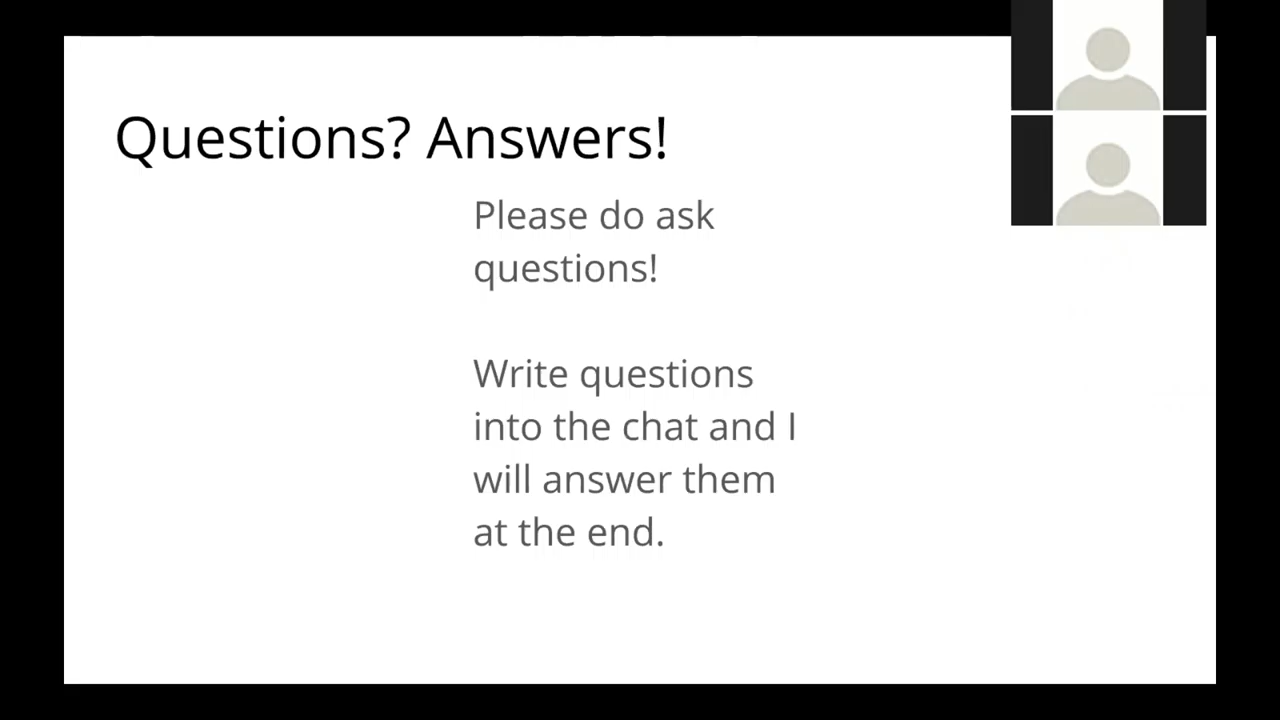 Questions? Answers!
Please do ask
questions!
Write questions
into the chat and I
will answer them
at the end.